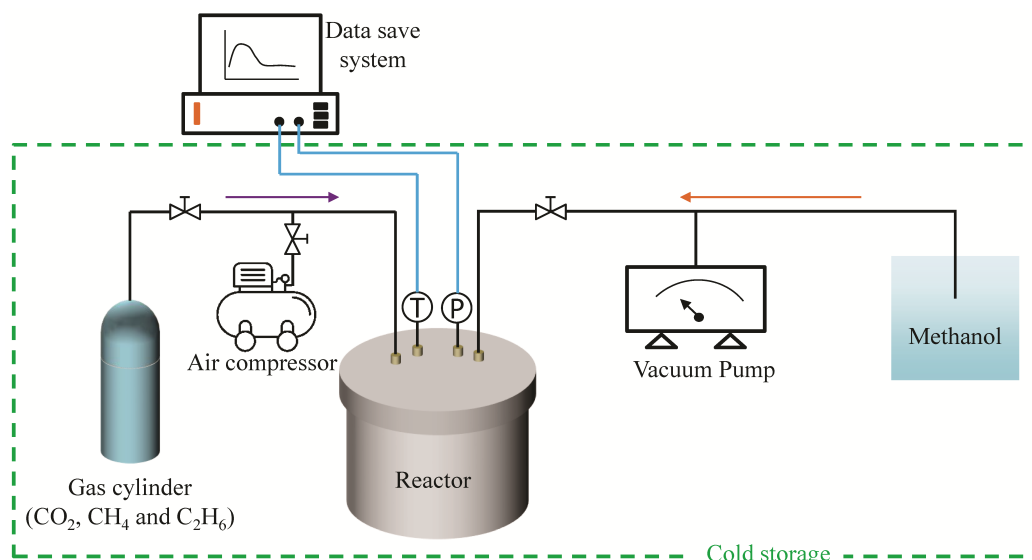 Data save
system
T
P
Air compressor
Vacuum Pump
Methanol
Reactor
Gas cylinder
(CO₂, CH₄ and C₂H₆)
Cold storage